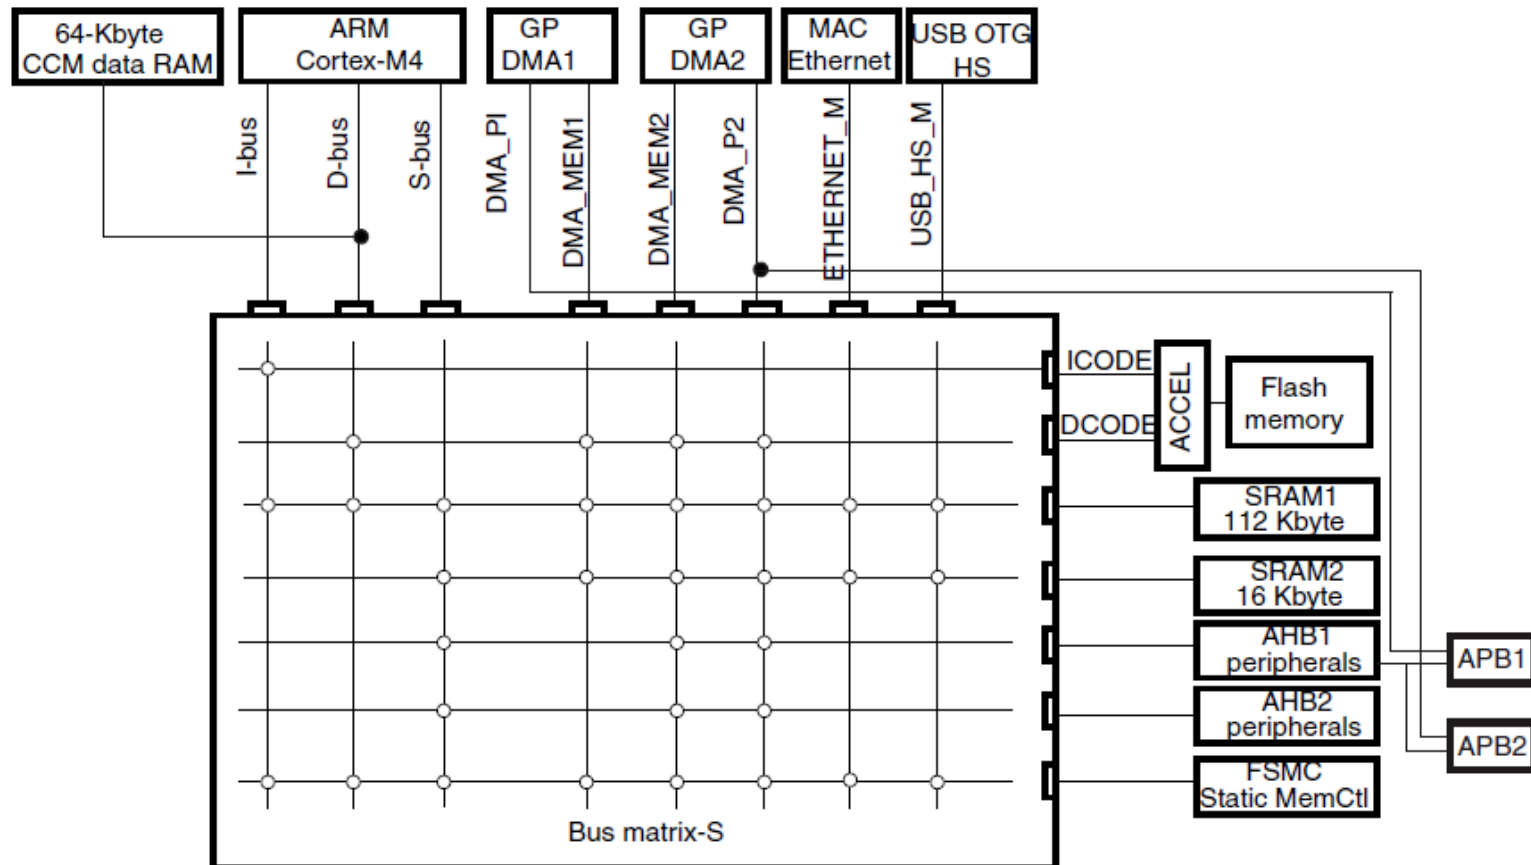 64-Kbyte
CCM data RAM
ARM
Cortex-M4
GP
DMA1
GP
DMA2
MAC
Ethernet
USB OTG
HS
I-bus
D-bus
S-bus
DMA_PI
DMA_MEM1
DMA_MEM2
DMA_P2
ETHERNET_M
USB_HS_M
ICODE
DCODE
ACCEL
Flash
memory
SRAM1
112 Kbyte
SRAM2
16 Kbyte
AHB1
peripherals
APB1
AHB2
peripherals
APB2
FSMC
Static MemCtl
Bus matrix-S